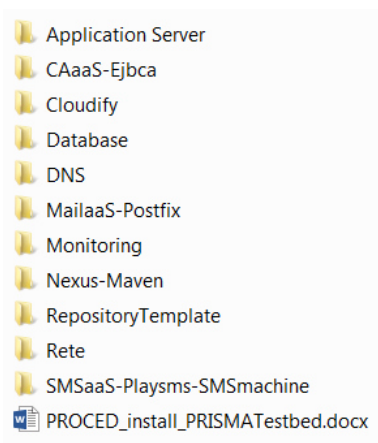 Application Server
CAaaS-Ejbca
Cloudify
Database
DNS
MailaaS-Postfix
Monitoring
Nexus-Maven
RepositoryTemplate
Rete
SMSaaS-Playsms-SMSmachine
PROCED_install_PRISMATestbed.docx